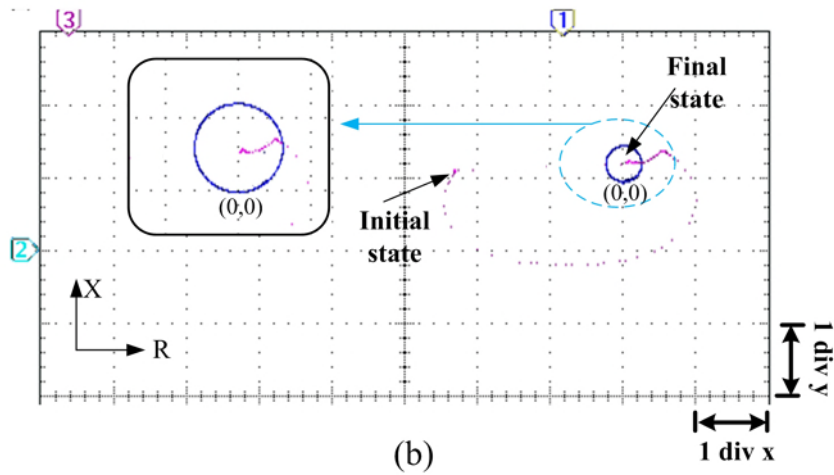 3
1
Final
state
(0,0)
(0,0)
Initial
state
2
X
R
1 div y
1 div x
(b)